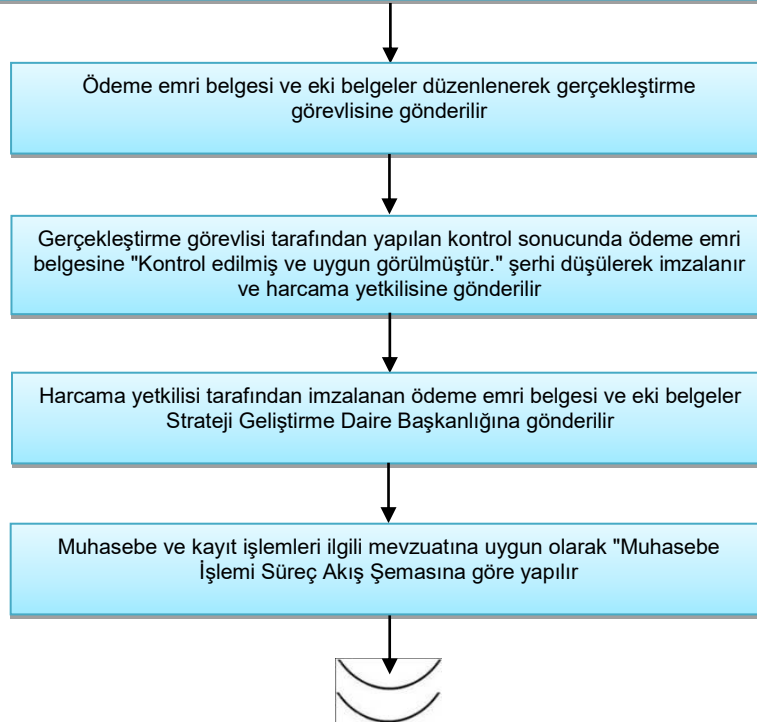 Ödeme emri belgesi ve eki belgeler düzenlenerek gerçekleştirme
görevlisine gönderilir
Gerçekleştirme görevlisi tarafından yapılan kontrol sonucunda ödeme emri
belgesine "Kontrol edilmiş ve uygun görülmüştür." şerhi düşülerek imzalanır
ve harcama yetkilisine gönderilir
Harcama yetkilisi tarafından imzalanan ödeme emri belgesi ve eki belgeler
Strateji Geliştirme Daire Başkanlığına gönderilir
Muhasebe ve kayıt işlemleri ilgili mevzuatına uygun olarak "Muhasebe
İşlemi Süreç Akış Şemasına göre yapılır